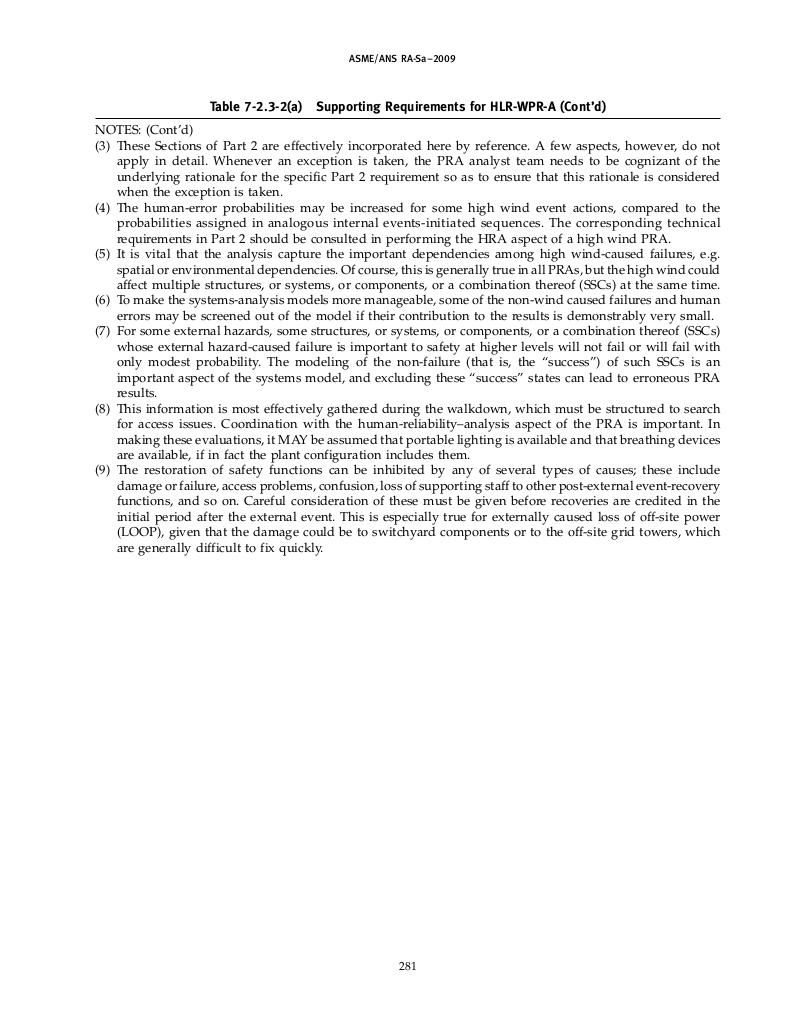 ASME/ANS RA-Sa–2009
Table 7-2.3-2(a) Supporting Requirements for HLR-WPR-A (Cont’d)
NOTES: (Cont’d)
(3) These Sections of Part 2 are effectively incorporated here by reference. A few aspects, however, do not
apply in detail. Whenever an exception is taken, the PRA analyst team needs to be cognizant of the
underlying rationale for the specific Part 2 requirement so as to ensure that this rationale is considered
when the exception is taken.
(4) The human-error probabilities may be increased for some high wind event actions, compared to the
probabilities assigned in analogous internal events-initiated sequences. The corresponding technical
requirements in Part 2 should be consulted in performing the HRA aspect of a high wind PRA.
(5) It is vital that the analysis capture the important dependencies among high wind-caused failures, e.g.
spatial or environmental dependencies. Of course, this is generally true in all PRAs, but the high wind could
affect multiple structures, or systems, or components, or a combination thereof (SSCs) at the same time.
(6) To make the systems-analysis models more manageable, some of the non-wind caused failures and human
errors may be screened out of the model if their contribution to the results is demonstrably very small.
(7) For some external hazards, some structures, or systems, or components, or a combination thereof (SSCs)
whose external hazard-caused failure is important to safety at higher levels will not fail or will fail with
only modest probability. The modeling of the non-failure (that is, the “success”) of such SSCs is an
important aspect of the systems model, and excluding these “success” states can lead to erroneous PRA
results.
(8) This information is most effectively gathered during the walkdown, which must be structured to search
for access issues. Coordination with the human-reliability–analysis aspect of the PRA is important. In
making these evaluations, it MAY be assumed that portable lighting is available and that breathing devices
are available, if in fact the plant configuration includes them.
(9) The restoration of safety functions can be inhibited by any of several types of causes; these include
damage or failure, access problems, confusion, loss of supporting staff to other post-external event-recovery
functions, and so on. Careful consideration of these must be given before recoveries are credited in the
initial period after the external event. This is especially true for externally caused loss of off-site power
(LOOP), given that the damage could be to switchyard components or to the off-site grid towers, which
are generally difficult to fix quickly.
281